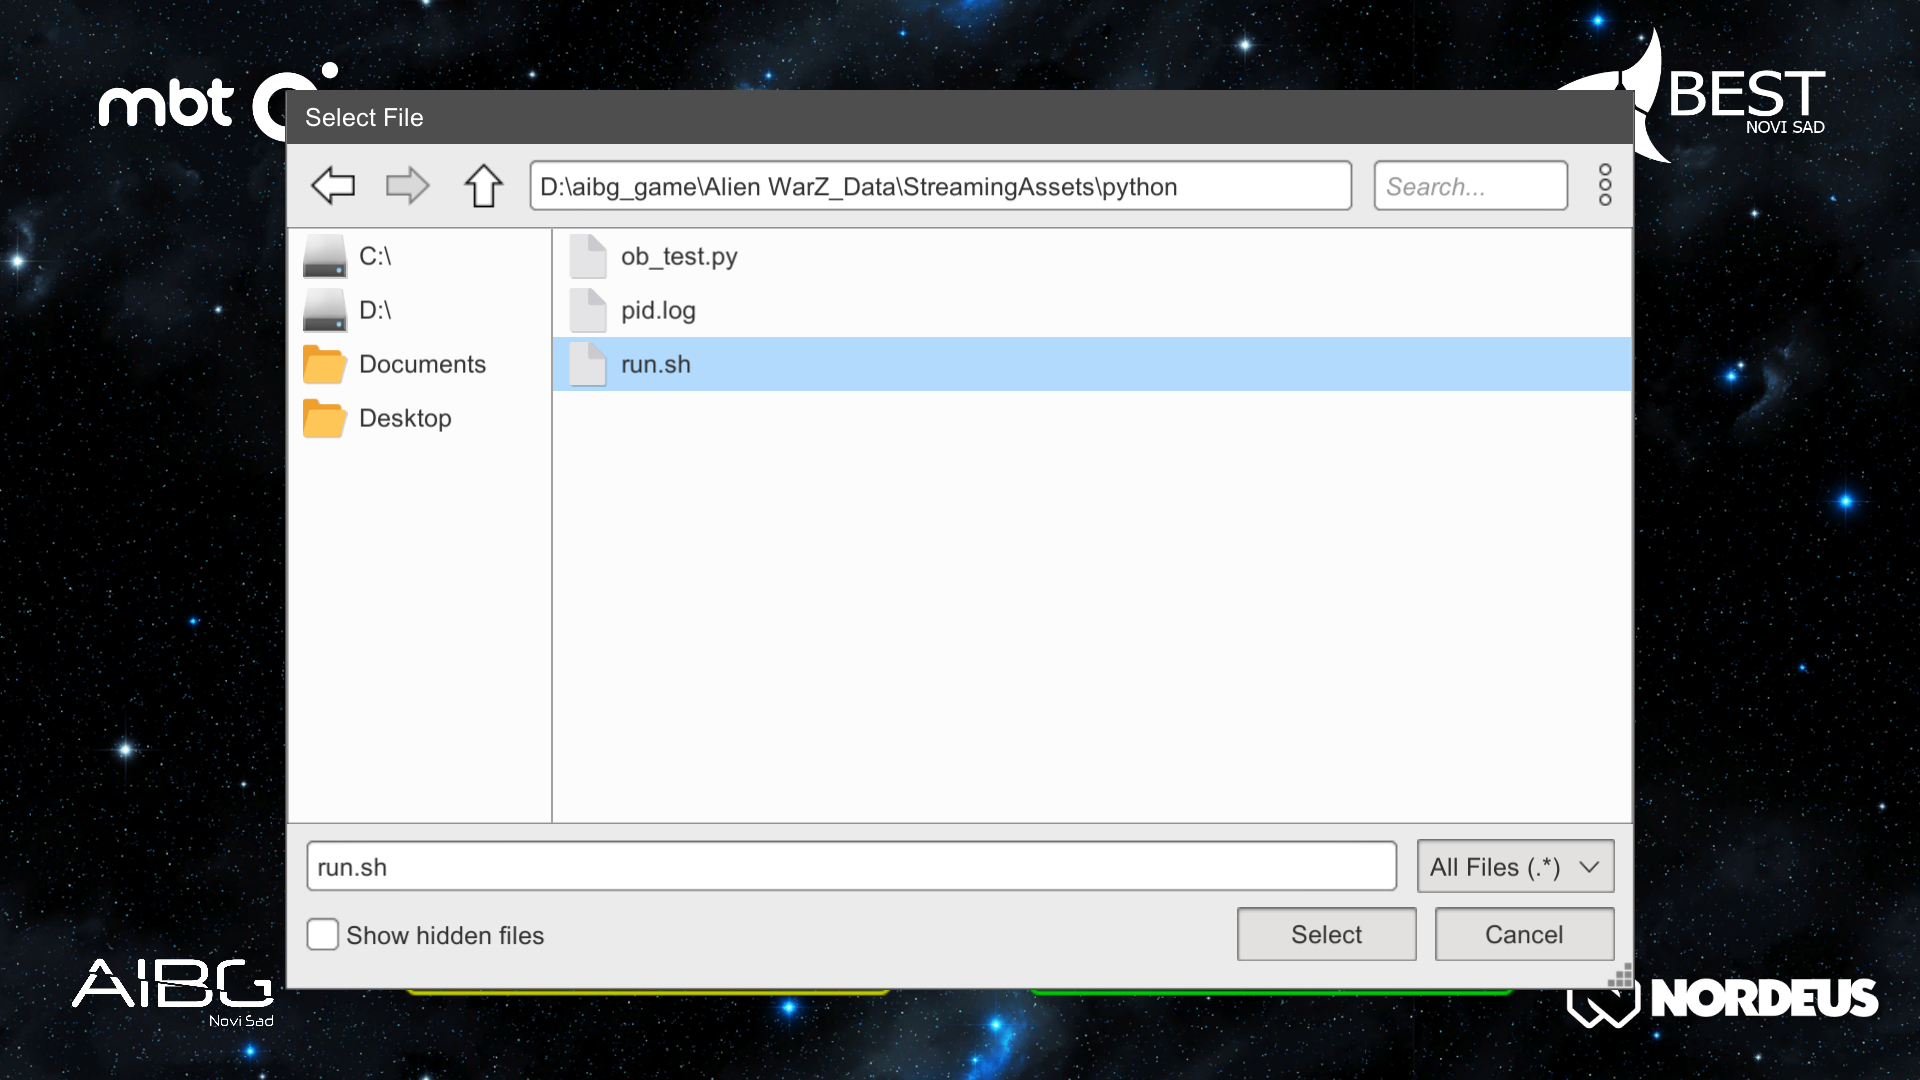 mbt
BEST
NOVI SAD
Select File
D:\aibg_game\Alien WarZ_Data\StreamingAssets\python
Search...
C:\
D:\
Documents
Desktop
ob_test.py
pid.log
run.sh
run.sh
All Files (.*)
Show hidden files
Select
Cancel
AIBG
Novi Sad
NORDEUS